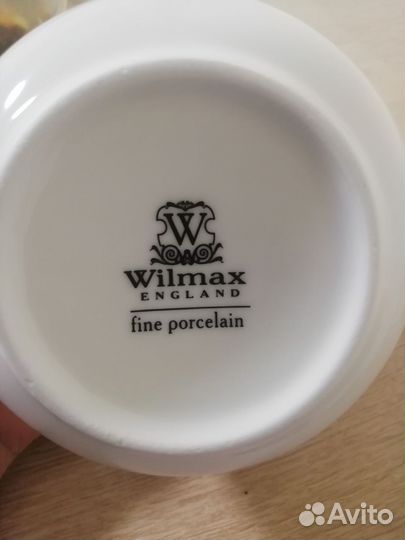 W
Wilmax
ENGLAND
fine porcelain
Avito